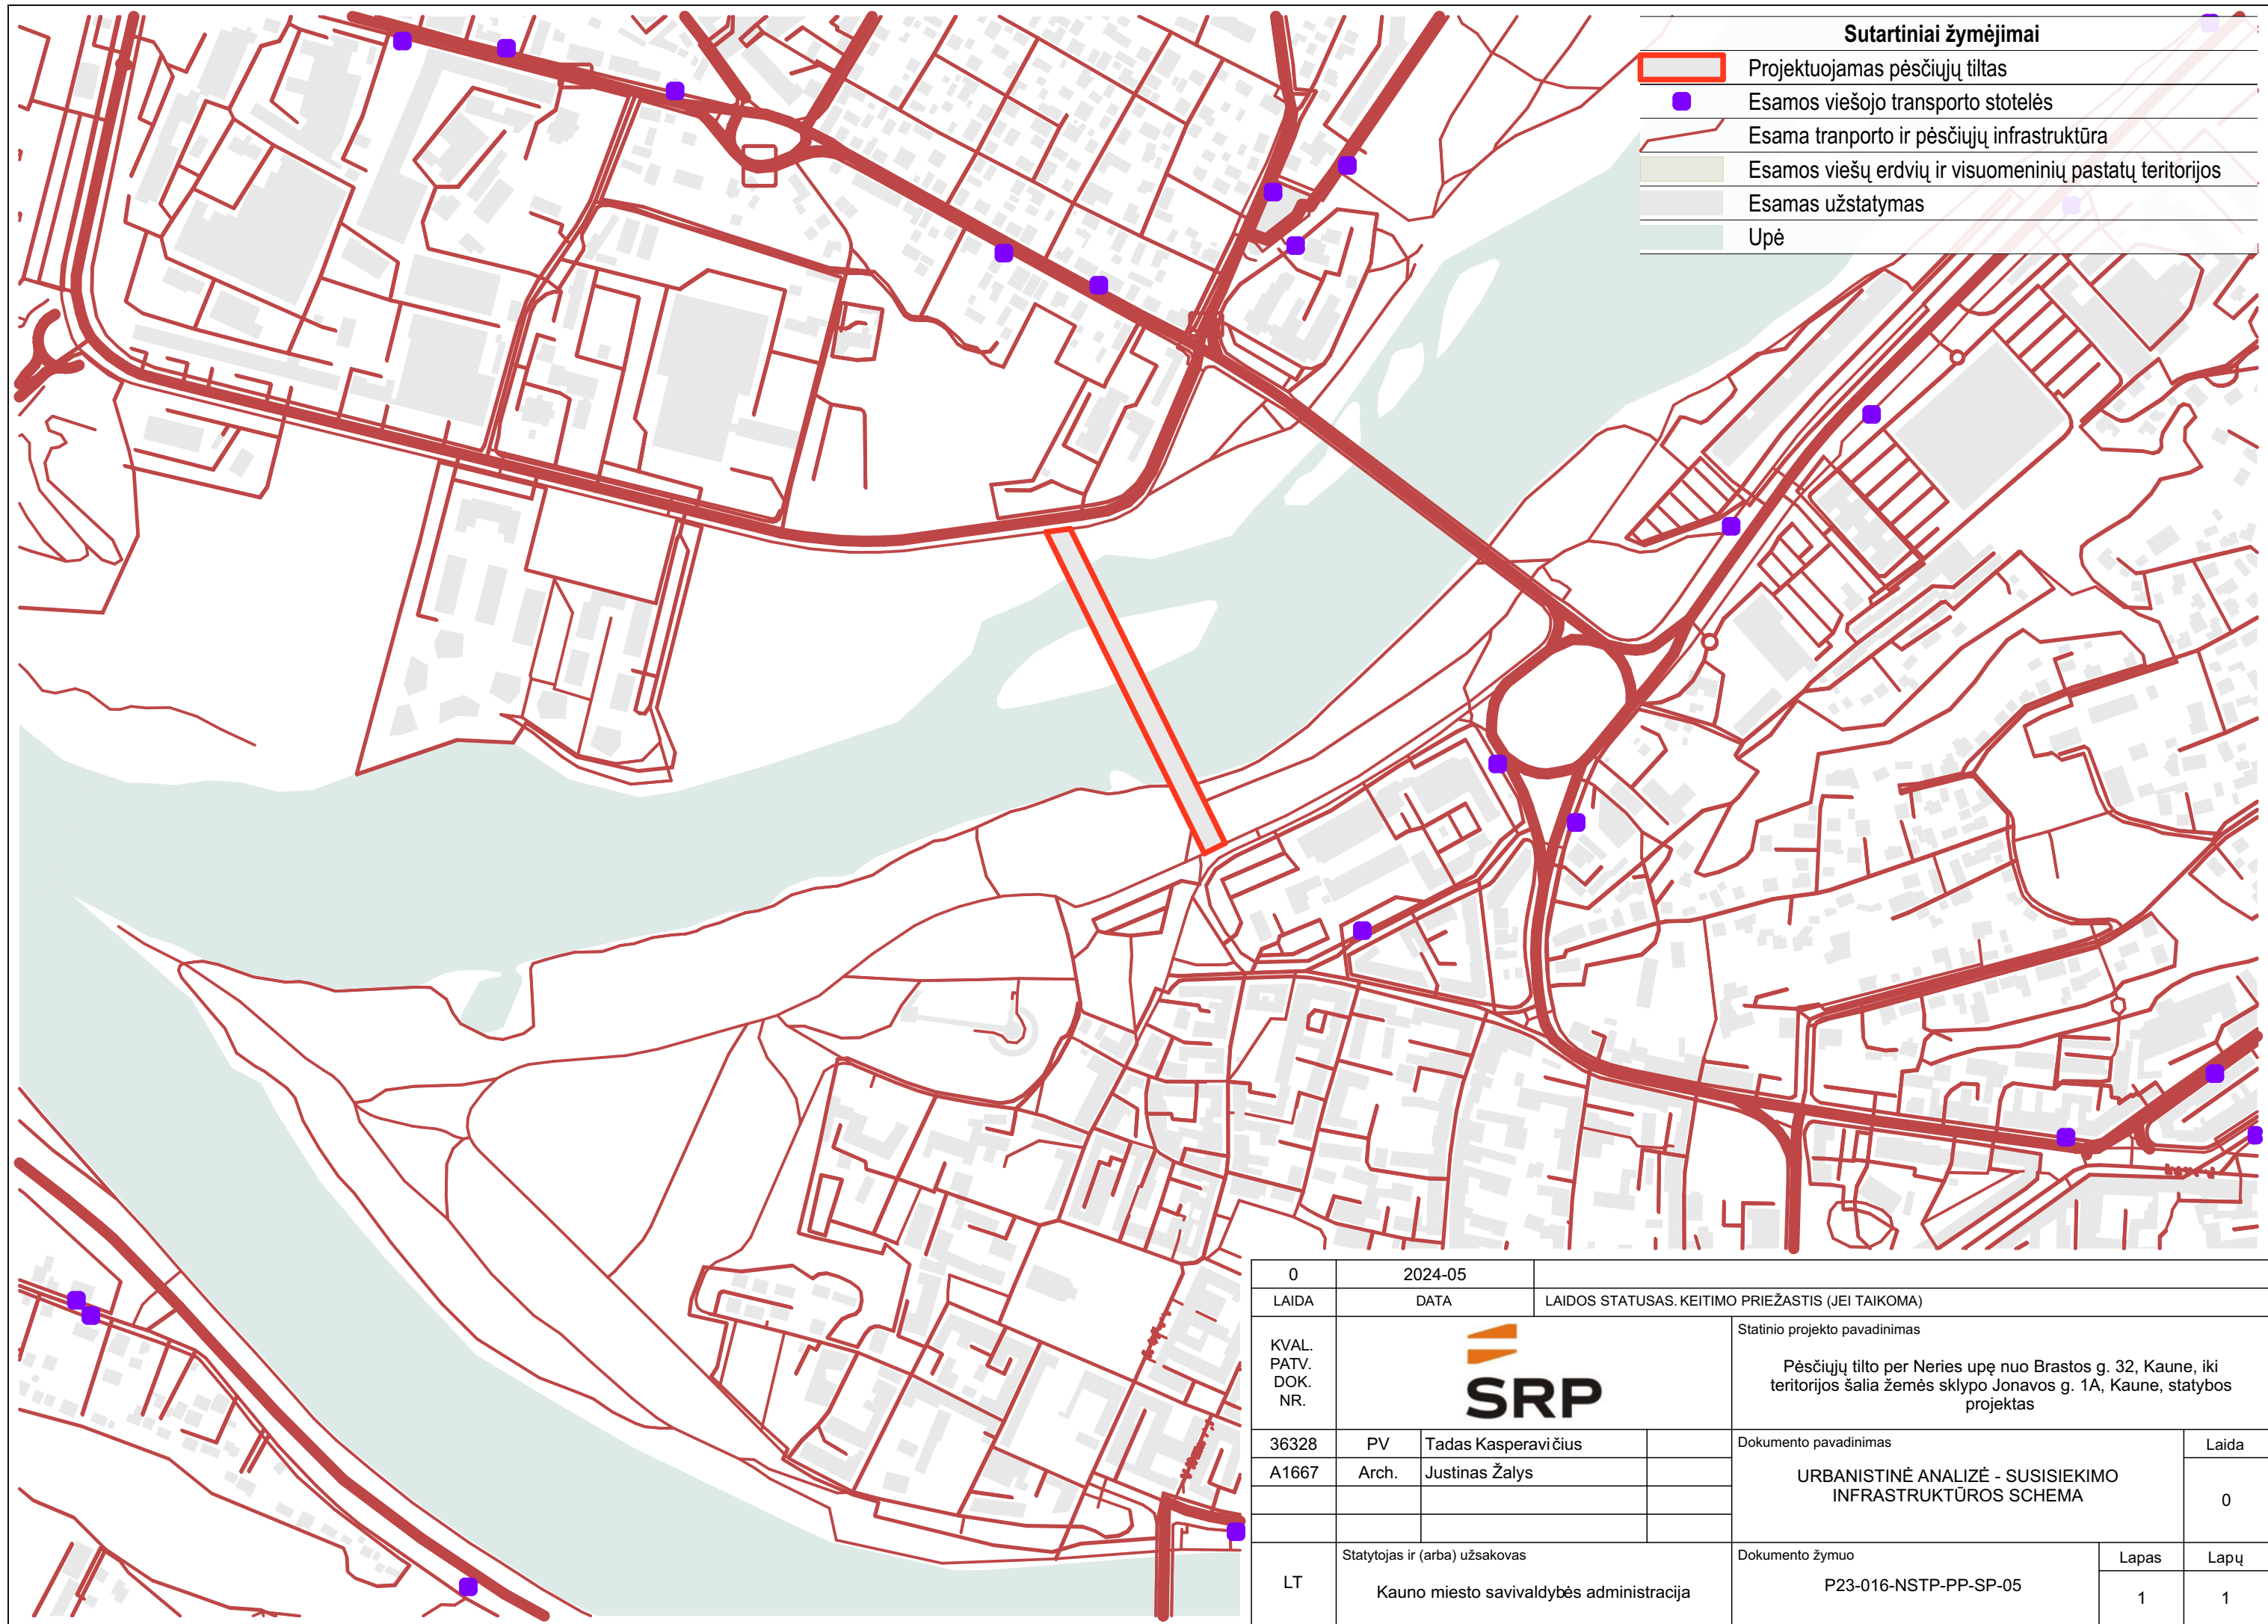 Sutartiniai žymėjimai
Projektuojamas pėsčiųjų tiltas
Esamos viešojo transporto stotelės
Esama tranporto ir pėsčiųjų infrastruktūra
Esamos viešų erdvių ir visuomeninių pastatų teritorijos
Esamas užstatymas
Upė
0 2024-05
LAIDA DATA LAIDOS STATUSAS. KEITIMO PRIEŽASTIS (JEI TAIKOMA)
KVAL.
PATV.
DOK.
NR.
SRP
Statinio projekto pavadinimas
Pėsčiųjų tilto per Neries upę nuo Brastos g. 32, Kaune, iki
teritorijos šalia žemės sklypo Jonavos g. 1A, Kaune, statybos
projektas
36328 PV Tadas Kasperavičius
A1667 Arch. Justinas Žalys
Dokumento pavadinimas
URBANISTINĖ ANALIZĖ - SUSISIEKIMO
INFRASTRUKTŪROS SCHEMA
Laida
0
LT
Statytojas ir (arba) užsakovas
Kauno miesto savivaldybės administracija
Dokumento žymuo
P23-016-NSTP-PP-SP-05
Lapas Lapų
1 1